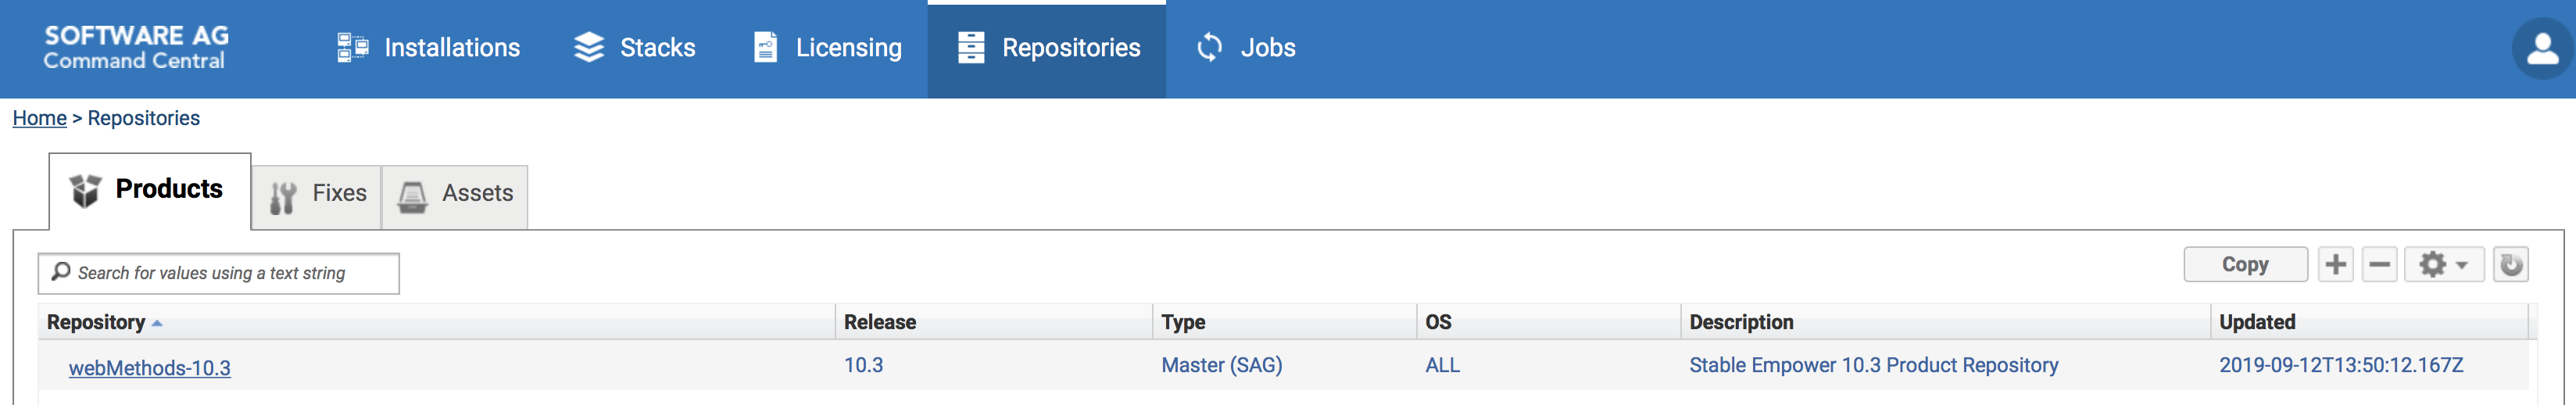 SOFTWARE AG
Command Central
Installations
Stacks
Licensing
Repositories
Jobs
Home > Repositories
Products
Fixes
Assets
Search for values using a text string
Copy
Repository Release Type OS Description Updated
webMethods-10.3 10.3 Master (SAG) ALL Stable Empower 10.3 Product Repository 2019-09-12T13:50:12.167Z